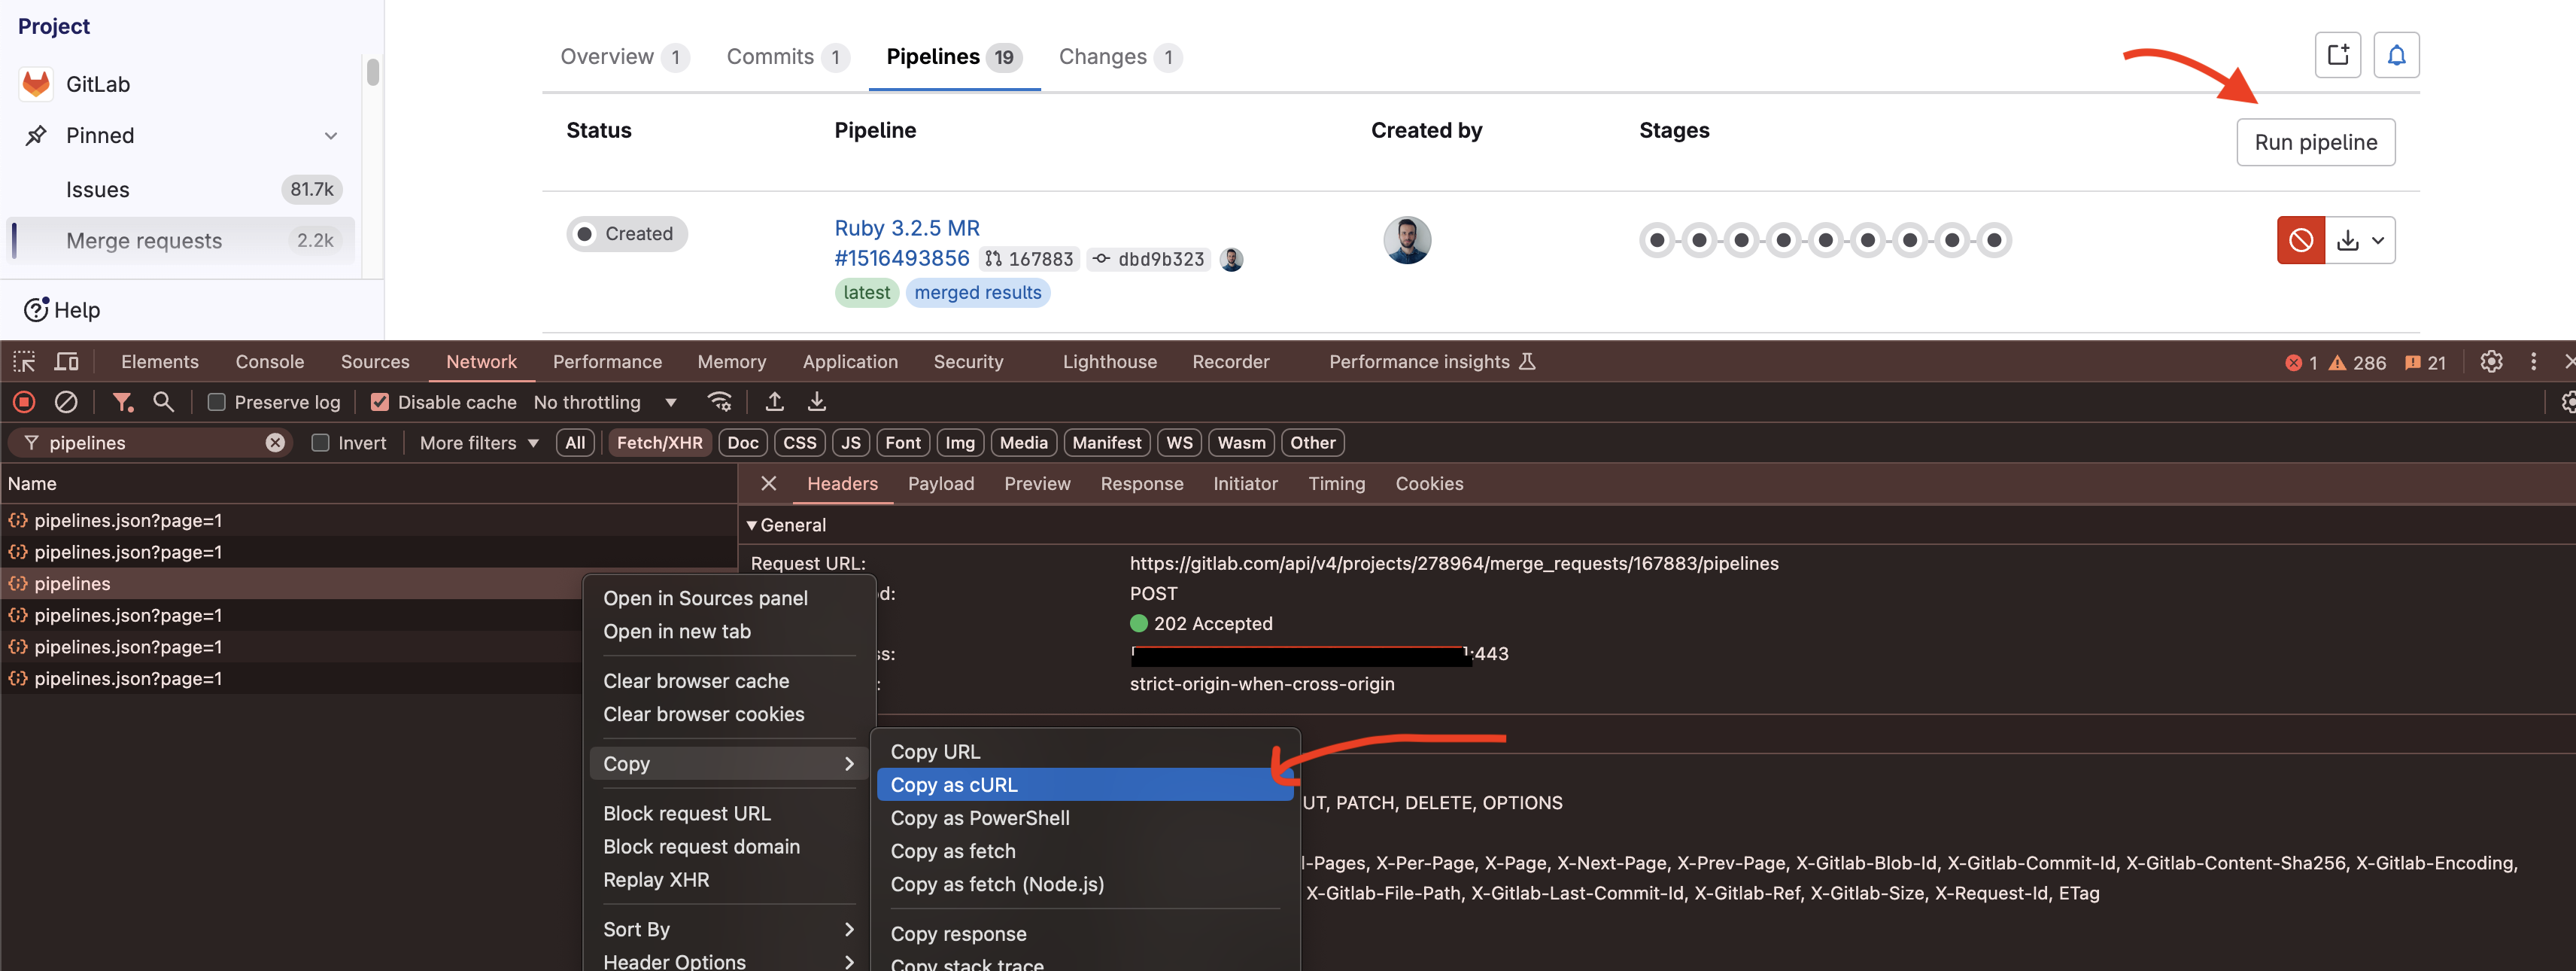 Project
GitLab
Pinned
Issues 81.7k
Merge requests 2.2k
Help
Overview 1 Commits 1 Pipelines 19 Changes 1
Status Pipeline Created by Stages Run pipeline
Created
Ruby 3.2.5 MR
#1516493856 167883 dbd9b323
latest merged results
Elements Console Sources Network Performance Memory Application Security Lighthouse Recorder Performance insights 1 286 21
Preserve log Disable cache No throttling
pipelines Invert More filters All Fetch/XHR Doc CSS JS Font Img Media Manifest WS Wasm Other
Name
pipelines.json?page=1
pipelines.json?page=1
pipelines
pipelines.json?page=1
pipelines.json?page=1
pipelines.json?page=1
Headers Payload Preview Response Initiator Timing Cookies
General
Request URL: https://gitlab.com/api/v4/projects/278964/merge_requests/167883/pipelines
d: POST
202 Accepted
ss: ]:443
: strict-origin-when-cross-origin
UT, PATCH, DELETE, OPTIONS
l-Pages, X-Per-Page, X-Page, X-Next-Page, X-Prev-Page, X-Gitlab-Blob-Id, X-Gitlab-Commit-Id, X-Gitlab-Content-Sha256, X-Gitlab-Encoding,
X-Gitlab-File-Path, X-Gitlab-Last-Commit-Id, X-Gitlab-Ref, X-Gitlab-Size, X-Request-Id, ETag
Open in Sources panel
Open in new tab
Clear browser cache
Clear browser cookies
Copy
Block request URL
Block request domain
Replay XHR
Sort By
Header Options
Copy URL
Copy as cURL
Copy as PowerShell
Copy as fetch
Copy as fetch (Node.js)
Copy response
Copy stack trace